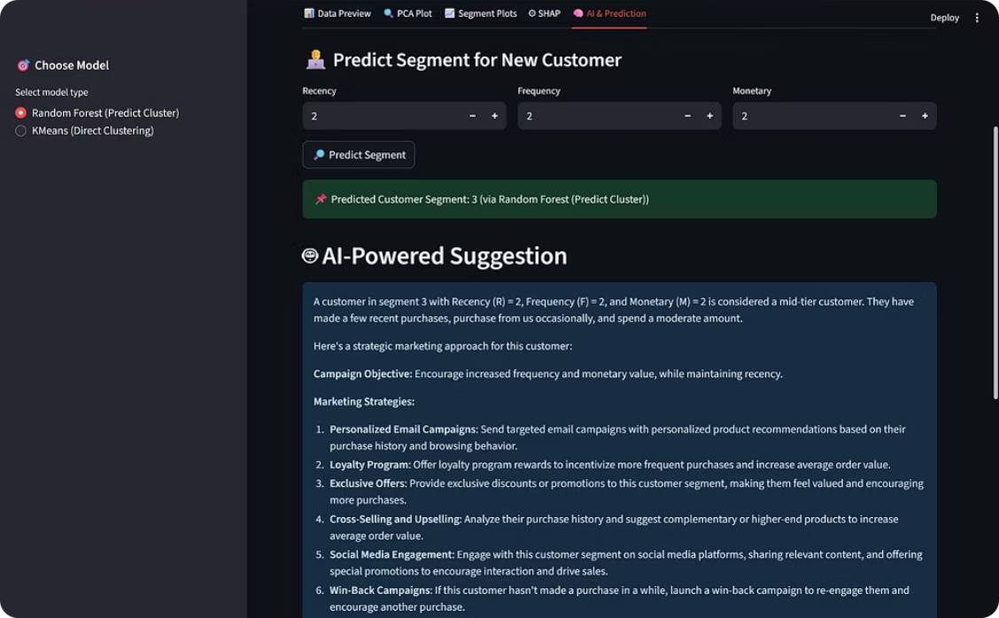 📊 Data Preview 🔍 PCA Plot 📈 Segment Plots ⚙ SHAP 🧠 AI & Prediction
Deploy
🎯 Choose Model
Select model type
Random Forest (Predict Cluster)
KMeans (Direct Clustering)
🧑‍💻 Predict Segment for New Customer
Recency Frequency Monetary
2 − + 2 − + 2 − +
🔎 Predict Segment
📌 Predicted Customer Segment: 3 (via Random Forest (Predict Cluster))
AI-Powered Suggestion
A customer in segment 3 with Recency (R) = 2, Frequency (F) = 2, and Monetary (M) = 2 is considered a mid-tier customer. They have
made a few recent purchases, purchase from us occasionally, and spend a moderate amount.
Here's a strategic marketing approach for this customer:
Campaign Objective: Encourage increased frequency and monetary value, while maintaining recency.
Marketing Strategies:
1. Personalized Email Campaigns: Send targeted email campaigns with personalized product recommendations based on their
purchase history and browsing behavior.
2. Loyalty Program: Offer loyalty program rewards to incentivize more frequent purchases and increase average order value.
3. Exclusive Offers: Provide exclusive discounts or promotions to this customer segment, making them feel valued and encouraging
more purchases.
4. Cross-Selling and Upselling: Analyze their purchase history and suggest complementary or higher-end products to increase
average order value.
5. Social Media Engagement: Engage with this customer segment on social media platforms, sharing relevant content, and offering
special promotions to encourage interaction and drive sales.
6. Win-Back Campaigns: If this customer hasn't made a purchase in a while, launch a win-back campaign to re-engage them and
encourage another purchase.